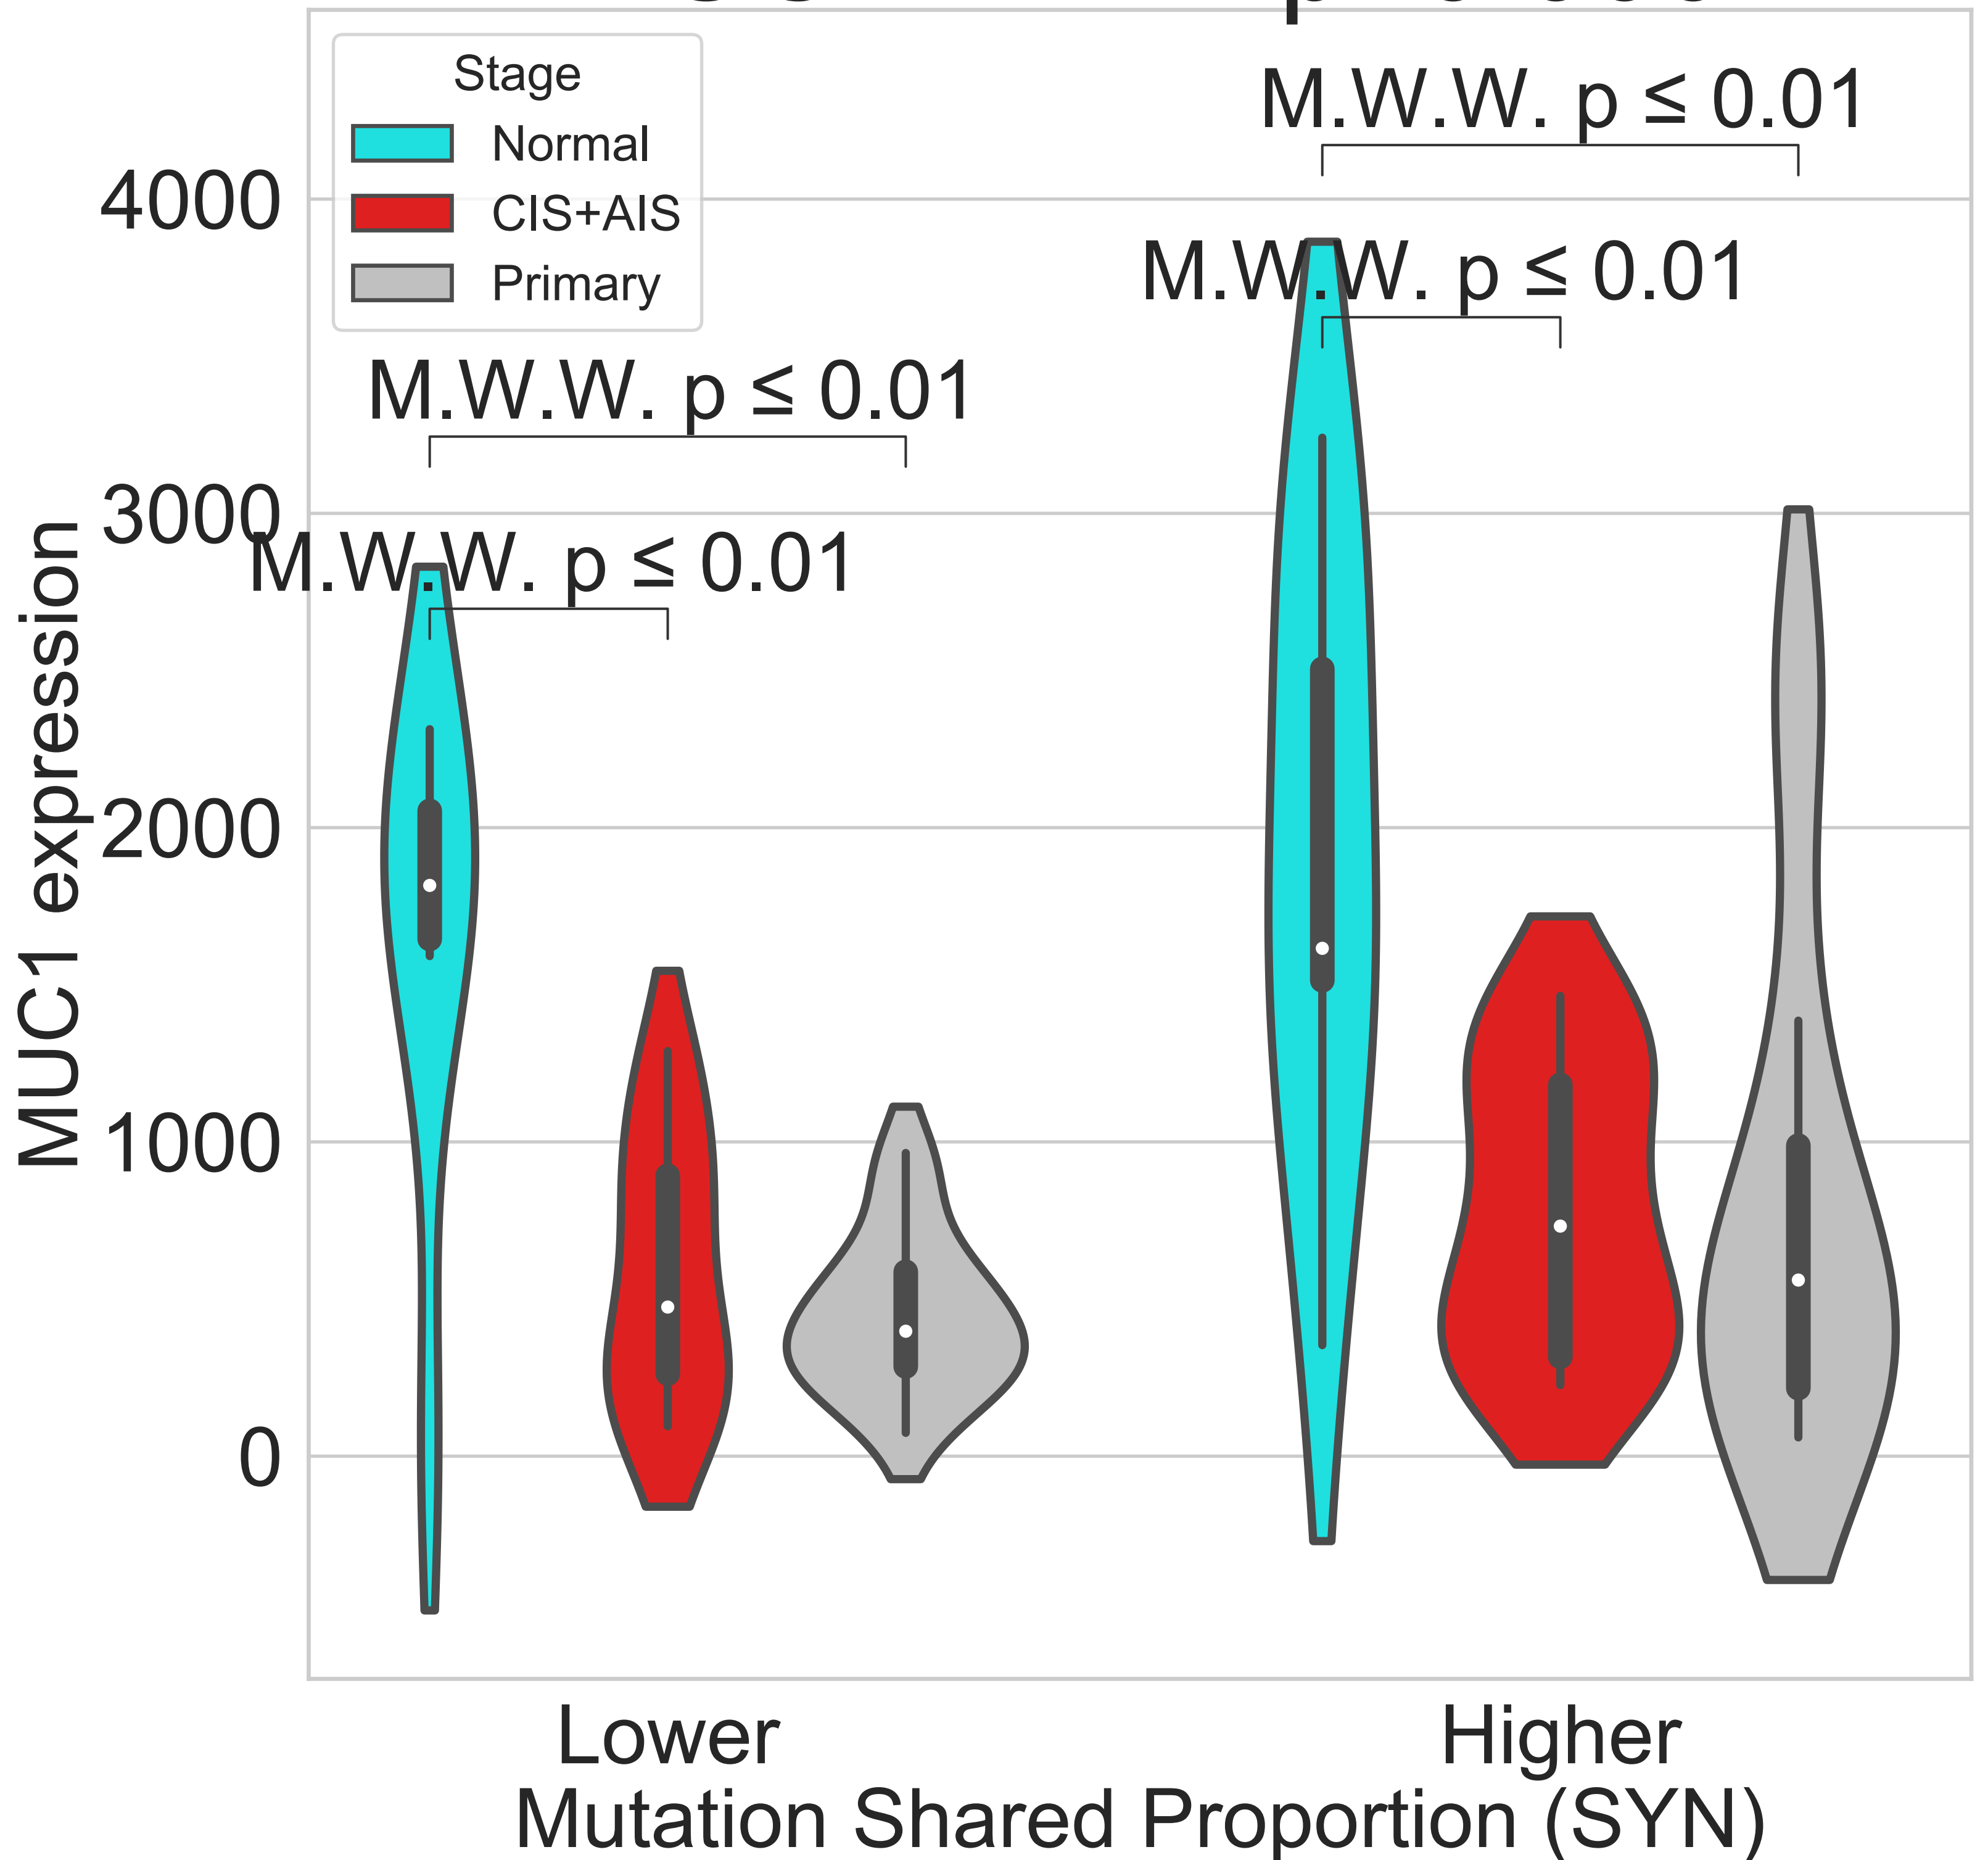 Stage
Normal
CIS+AIS
Primary
M.W.W. p ≤ 0.01
M.W.W. p ≤ 0.01
M.W.W. p ≤ 0.01
M.W.W. p ≤ 0.01
4000
3000
2000
1000
0
MUC1 expression
Lower
Higher
Mutation Shared Proportion (SYN)